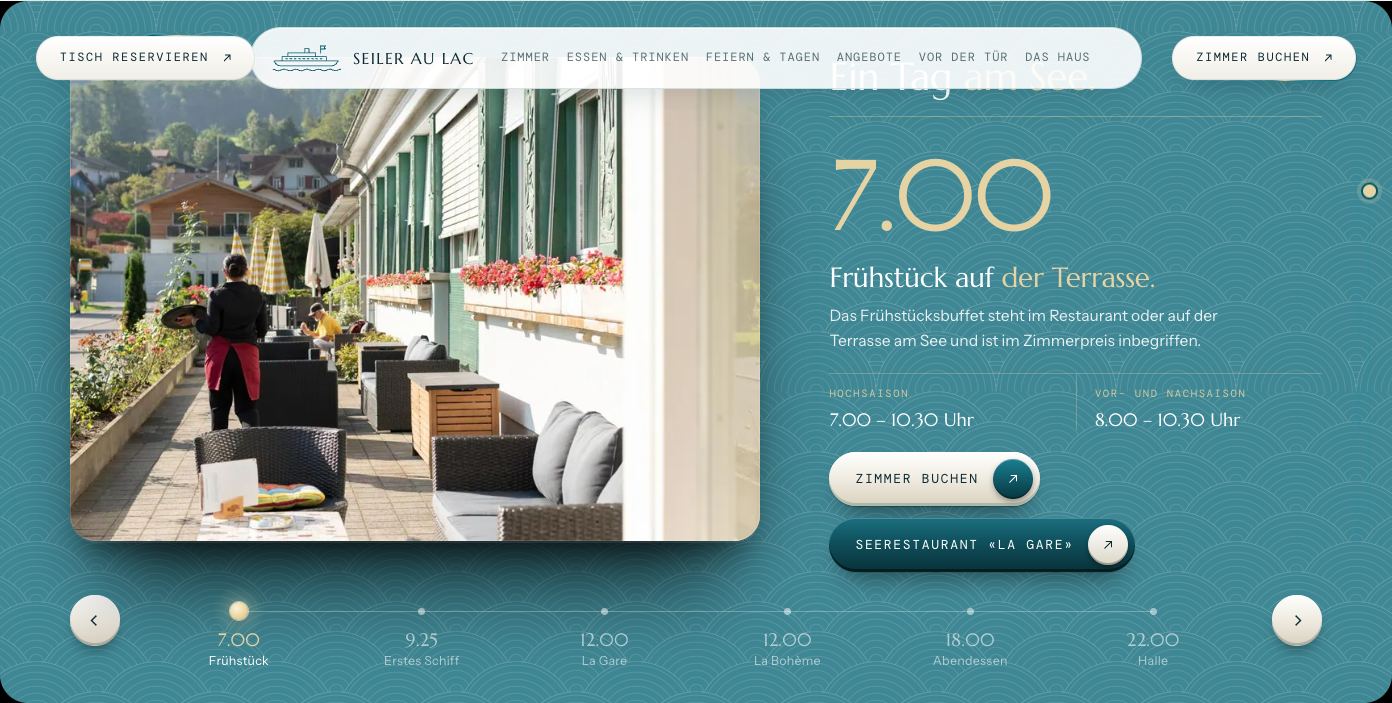 TISCH RESERVIEREN
SEILER AU LAC
ZIMMER
ESSEN & TRINKEN
FEIERN & TAGEN
ANGEBOTE
VOR DER TÜR
DAS HAUS
ZIMMER BUCHEN
Ein Tag am See.
7.00
Frühstück auf der Terrasse.
Das Frühstücksbuffet steht im Restaurant oder auf der
Terrasse am See und ist im Zimmerpreis inbegriffen.
HOCHSAISON
7.00 – 10.30 Uhr
VOR- UND NACHSAISON
8.00 – 10.30 Uhr
ZIMMER BUCHEN
SEERESTAURANT «LA GARE»
7.00
Frühstück
9.25
Erstes Schiff
12.00
La Gare
12.00
La Bohème
18.00
Abendessen
22.00
Halle